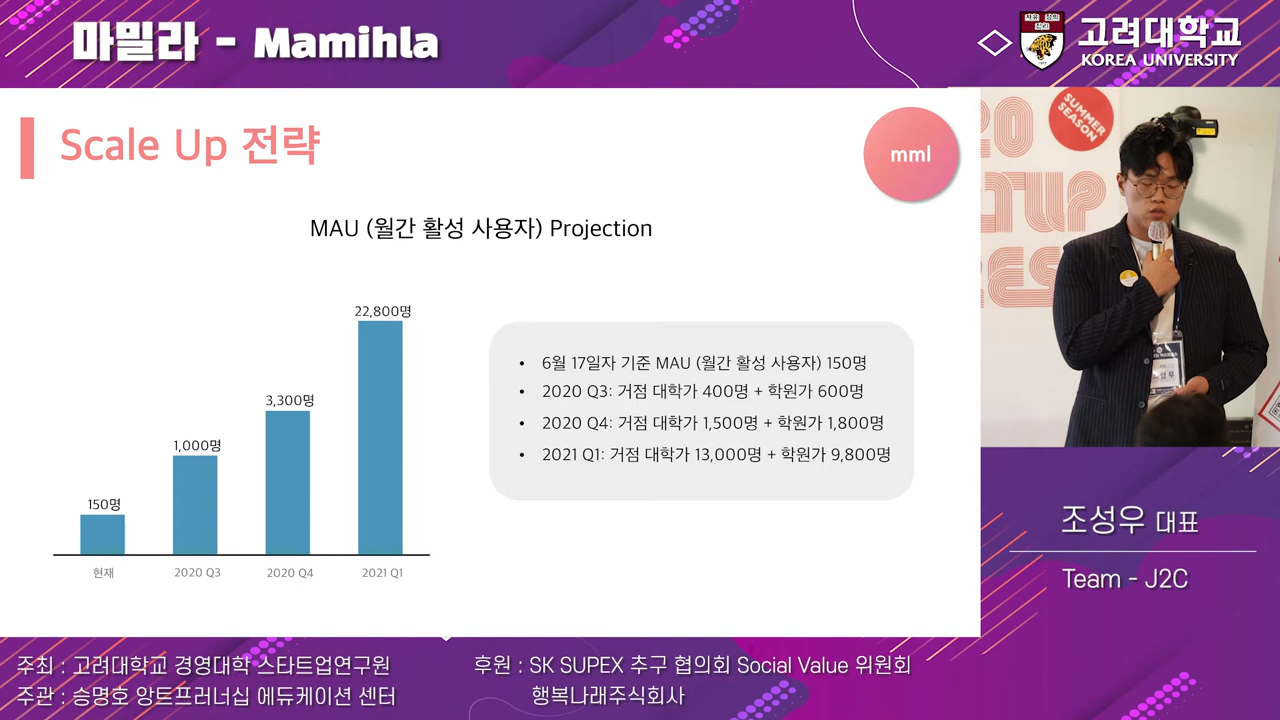 마밀라 - Mamihla
고려대학교
KOREA UNIVERSITY
Scale Up 전략
mml
SUMMER
SEASON
MAU (월간 활성 사용자) Projection
22,800명
3,300명
1,000명
150명
현재
2020 Q3
2020 Q4
2021 Q1
• 6월 17일자 기준 MAU (월간 활성 사용자) 150명
• 2020 Q3: 거점 대학가 400명 + 학원가 600명
• 2020 Q4: 거점 대학가 1,500명 + 학원가 1,800명
• 2021 Q1: 거점 대학가 13,000명 + 학원가 9,800명
조성우 대표
Team - J2C
주최 : 고려대학교 경영대학 스타트업연구원
주관 : 승명호 앙트프러너십 에듀케이션 센터
후원 : SK SUPEX 추구 협의회 Social Value 위원회
행복나래주식회사